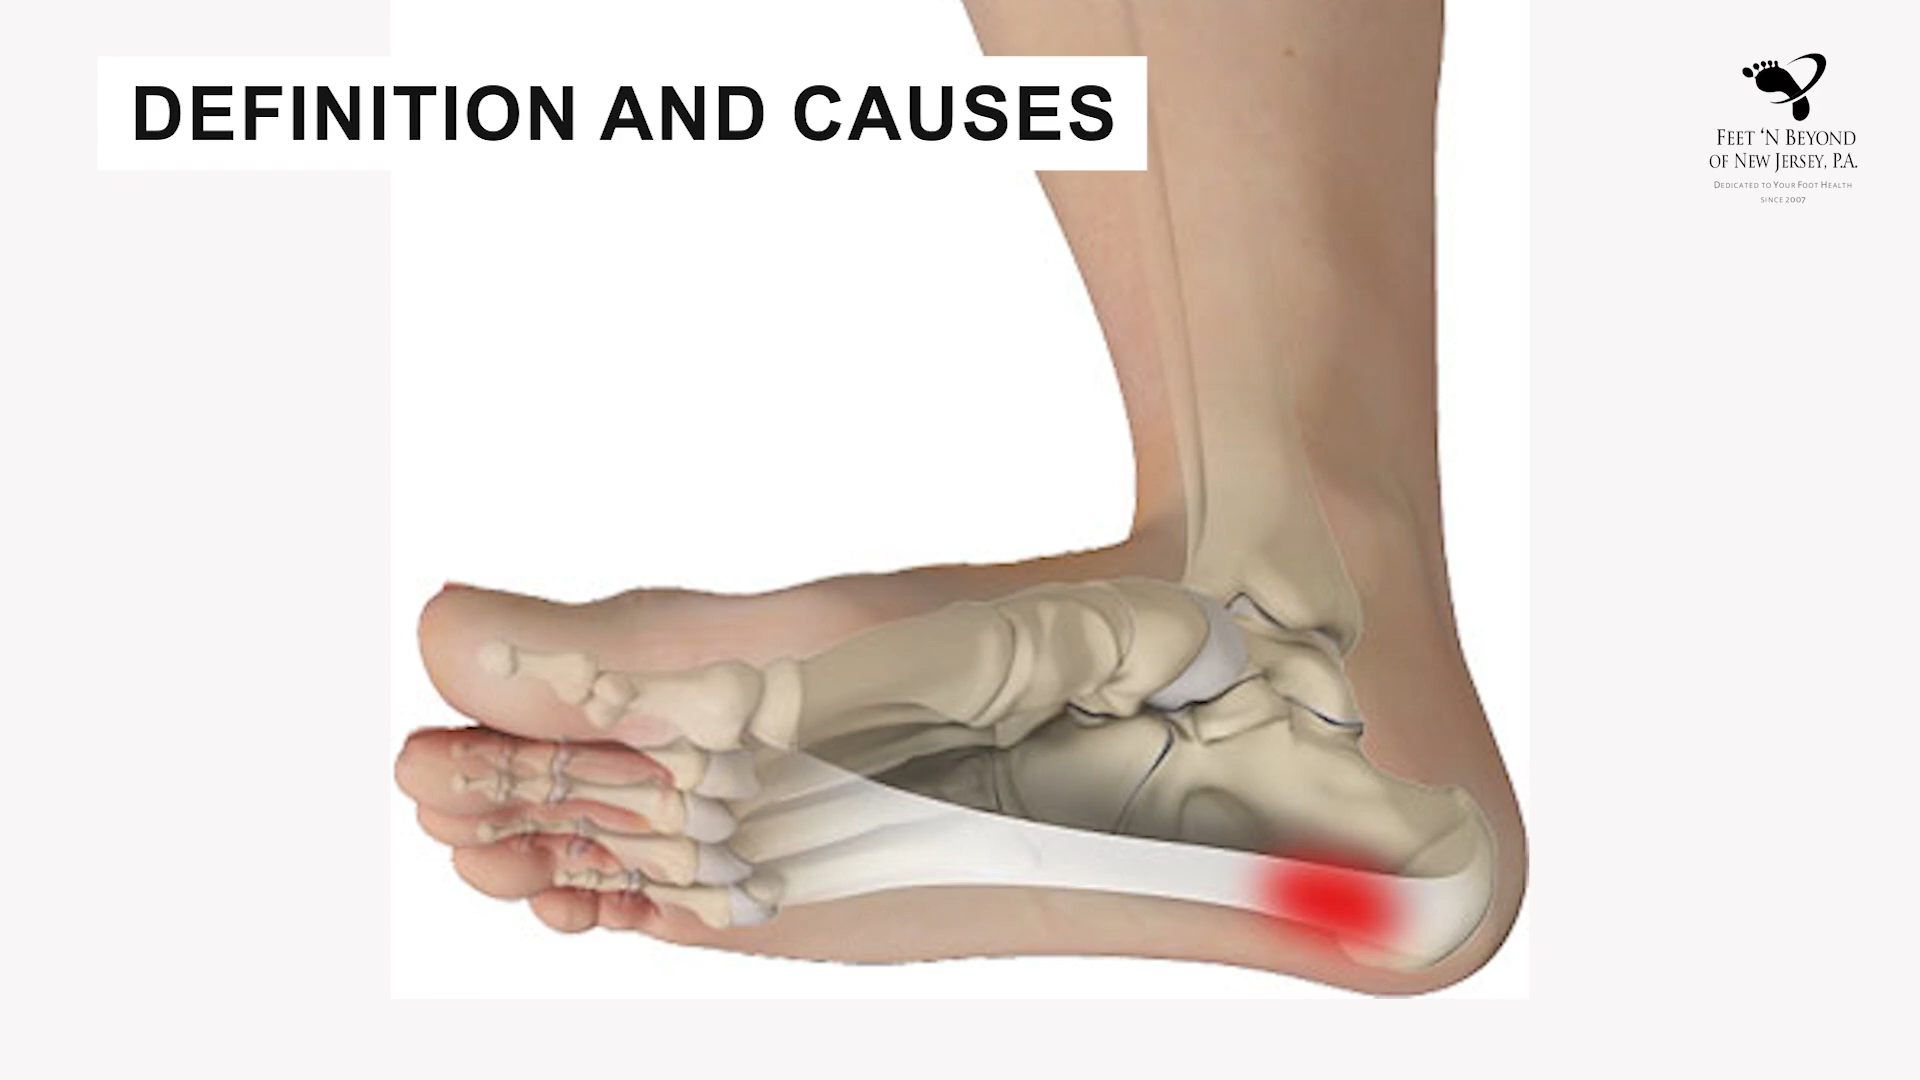 DEFINITION AND CAUSES
FEET 'N BEYOND
OF NEW JERSEY, P.A.
DEDICATED TO YOUR FOOT HEALTH
SINCE 2007